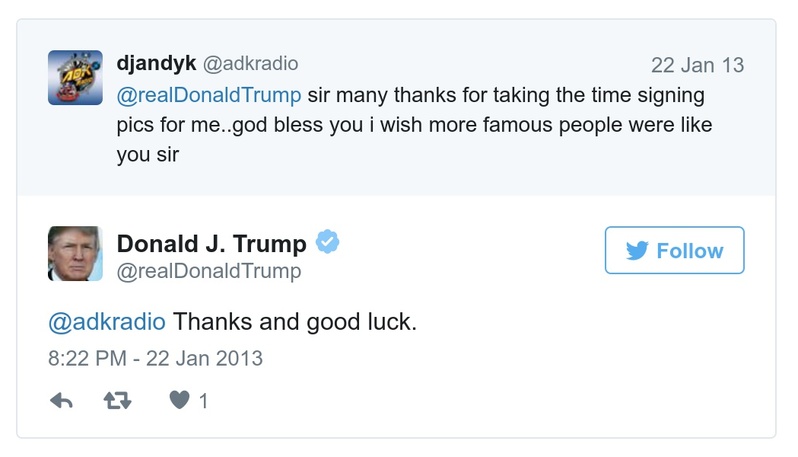 djandyk @adkradio 22 Jan 13
@realDonaldTrump sir many thanks for taking the time signing
pics for me..god bless you i wish more famous people were like
you sir
Donald J. Trump
@realDonaldTrump
Follow
@adkradio Thanks and good luck.
8:22 PM - 22 Jan 2013
1